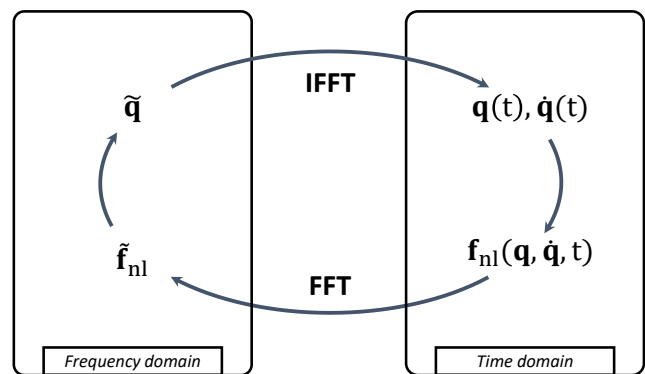 IFFT
q̃
q(t), q̇(t)
f̃nl
fnl(q, q̇, t)
FFT
Frequency domain
Time domain